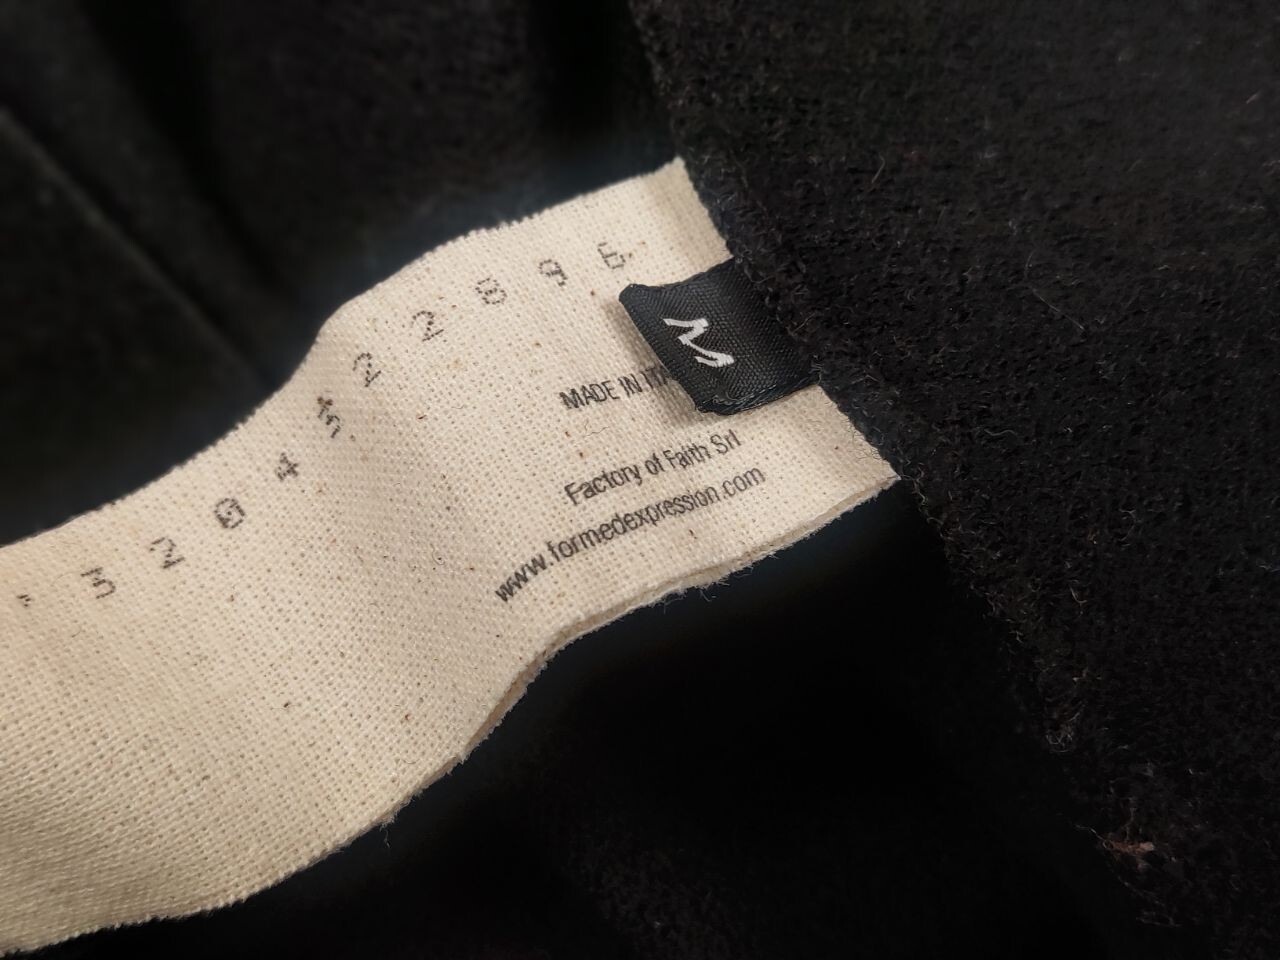 3 2 0 4 5 2 2 8 9 6
M
MADE IN
Factory of Faith Srl
www.formedexpression.com